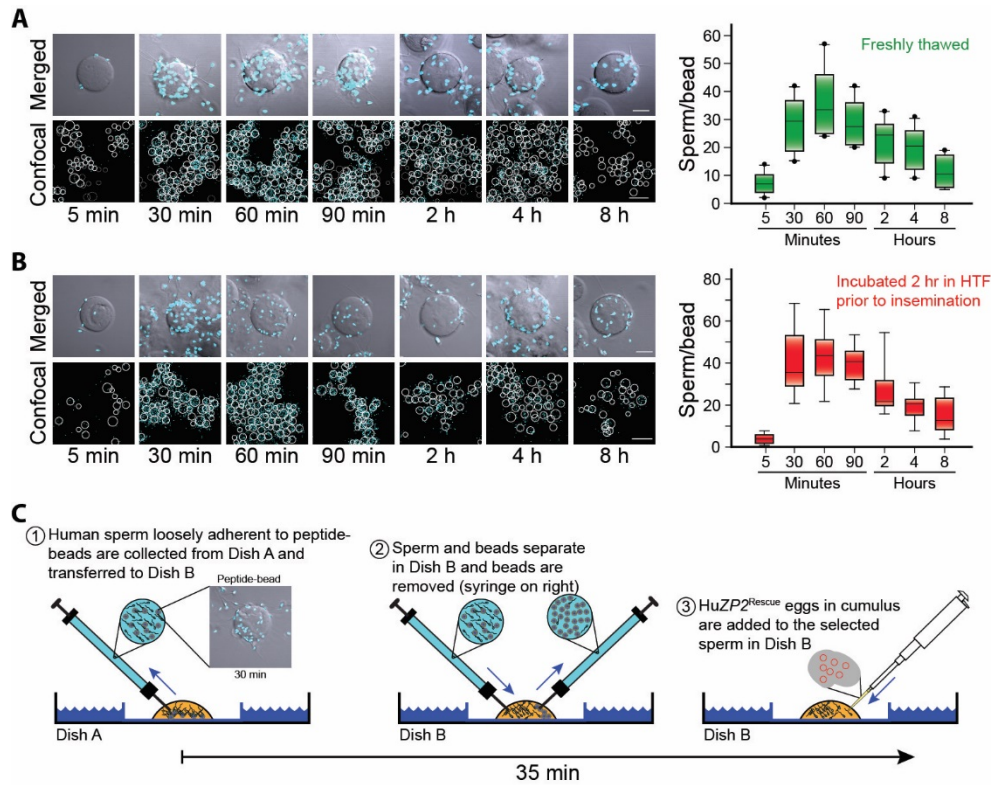 A
Merged
Confocal
5 min 30 min 60 min 90 min 2 h 4 h 8 h
Freshly thawed
Sperm/bead
60
50
40
30
20
10
0
5 30 60 90 2 4 8
Minutes Hours
B
Merged
Confocal
5 min 30 min 60 min 90 min 2 h 4 h 8 h
Incubated 2 hr in HTF
prior to insemination
Sperm/bead
80
60
40
20
0
5 30 60 90 2 4 8
Minutes Hours
C
1 Human sperm loosely adherent to peptide-
beads are collected from Dish A and
transferred to Dish B
Peptide-bead
30 min
Dish A
2 Sperm and beads separate
in Dish B and beads are
removed (syringe on right)
Dish B
3 HuZP2Rescue eggs in cumulus
are added to the selected
sperm in Dish B
Dish B
35 min